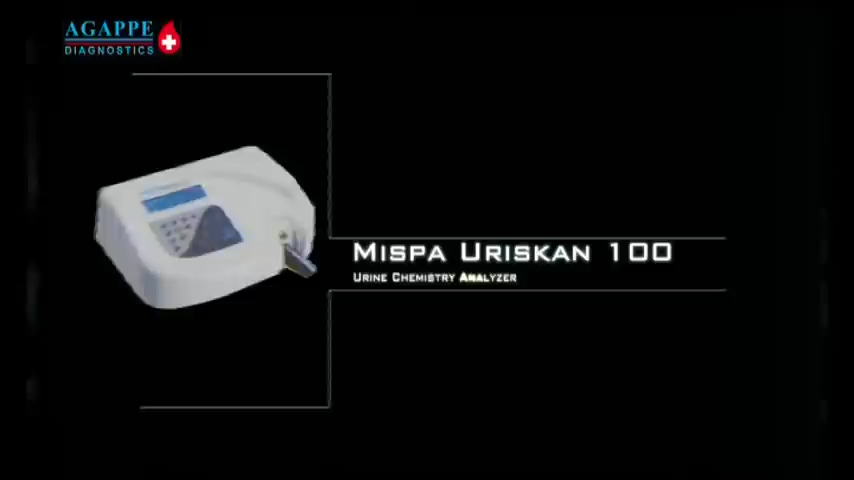 AGAPPE
DIAGNOSTICS
MISPA URISKAN 100
URINE CHEMISTRY ANALYZER